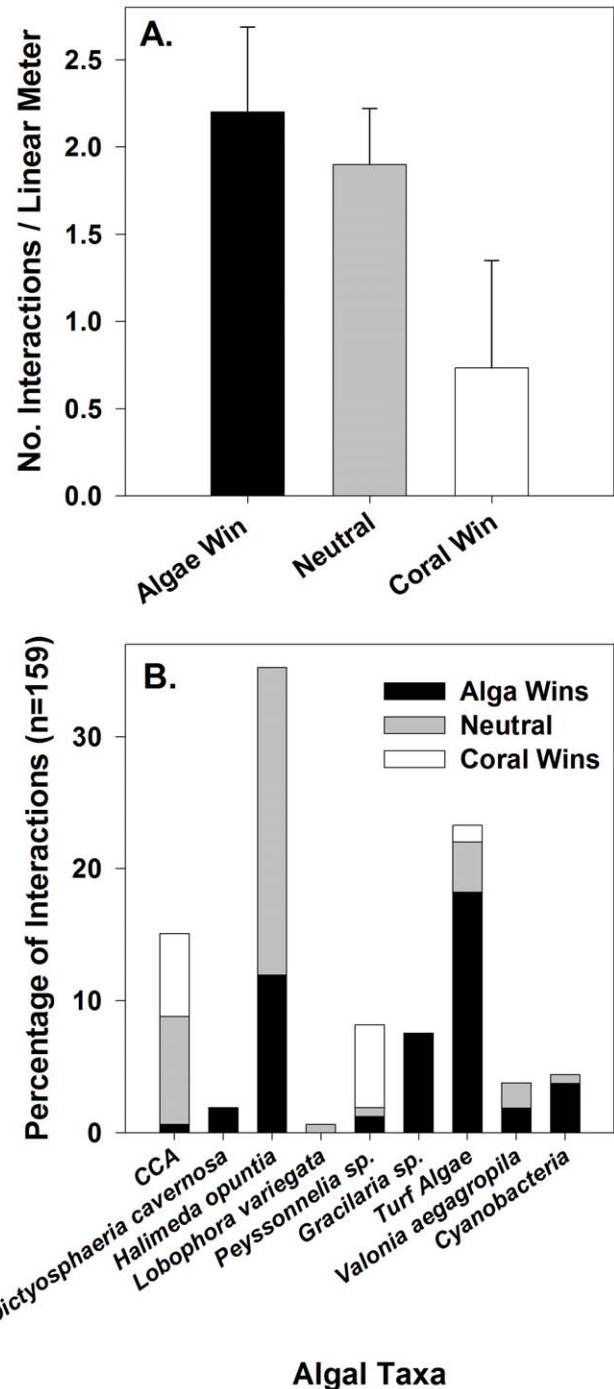 A.
No. Interactions / Linear Meter
2.5
2.0
1.5
1.0
0.5
0.0
Algae Win
Neutral
Coral Win
B.
Percentage of Interactions (n=159)
Alga Wins
Neutral
Coral Wins
30
20
10
0
CCA
Dictyosphaeria cavernosa
Halimeda opuntia
Lobophora variegata
Peyssonnelia sp.
Gracilaria sp.
Turf Algae
Valonia aegagropila
Cyanobacteria
Algal Taxa